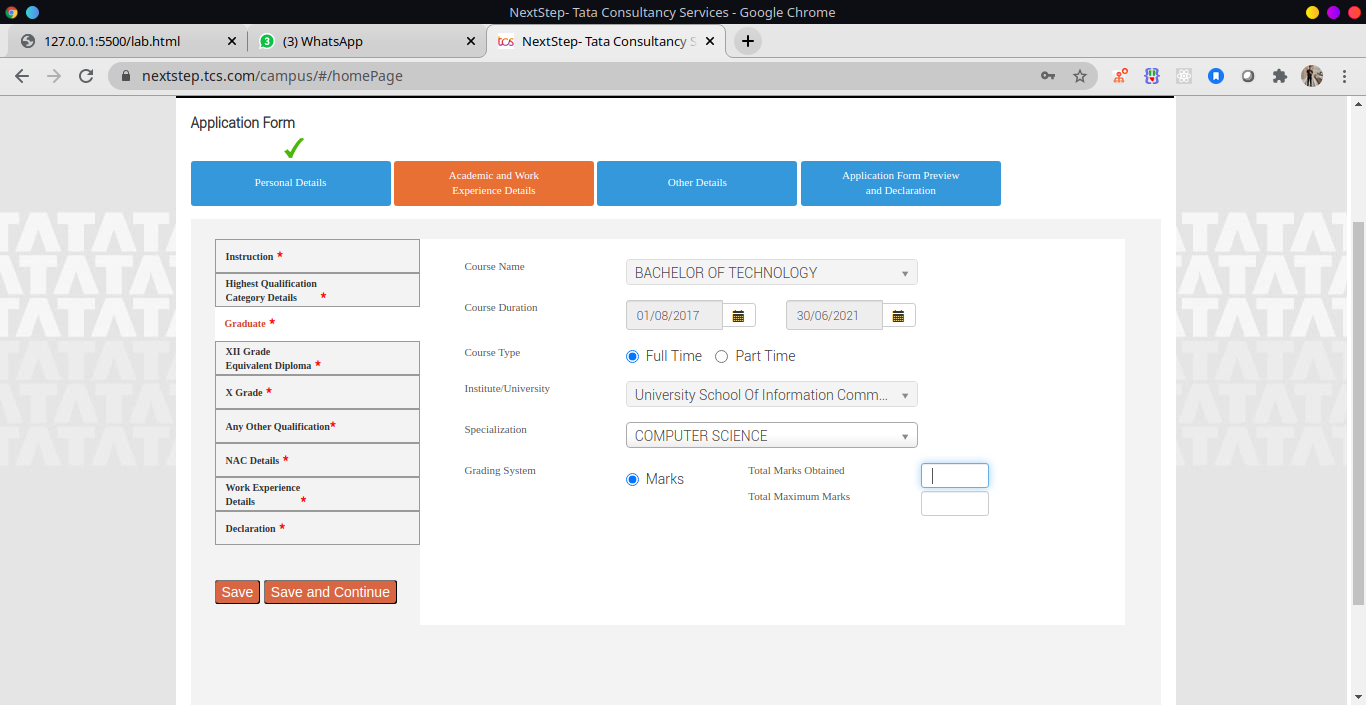 NextStep- Tata Consultancy Services - Google Chrome
127.0.0.1:5500/lab.html
3 (3) WhatsApp
tcs NextStep- Tata Consultancy S
nextstep.tcs.com/campus/#/homePage
Application Form
Personal Details
Academic and Work
Experience Details
Other Details
Application Form Preview
and Declaration
Instruction *
Highest Qualification
Category Details *
Graduate *
XII Grade
Equivalent Diploma *
X Grade *
Any Other Qualification*
NAC Details *
Work Experience
Details *
Declaration *
Save
Save and Continue
Course Name
BACHELOR OF TECHNOLOGY
Course Duration
01/08/2017
30/06/2021
Course Type
Full Time
Part Time
Institute/University
University School Of Information Comm...
Specialization
COMPUTER SCIENCE
Grading System
Marks
Total Marks Obtained
Total Maximum Marks
TATATA
TATATA
TATATA
TATATA